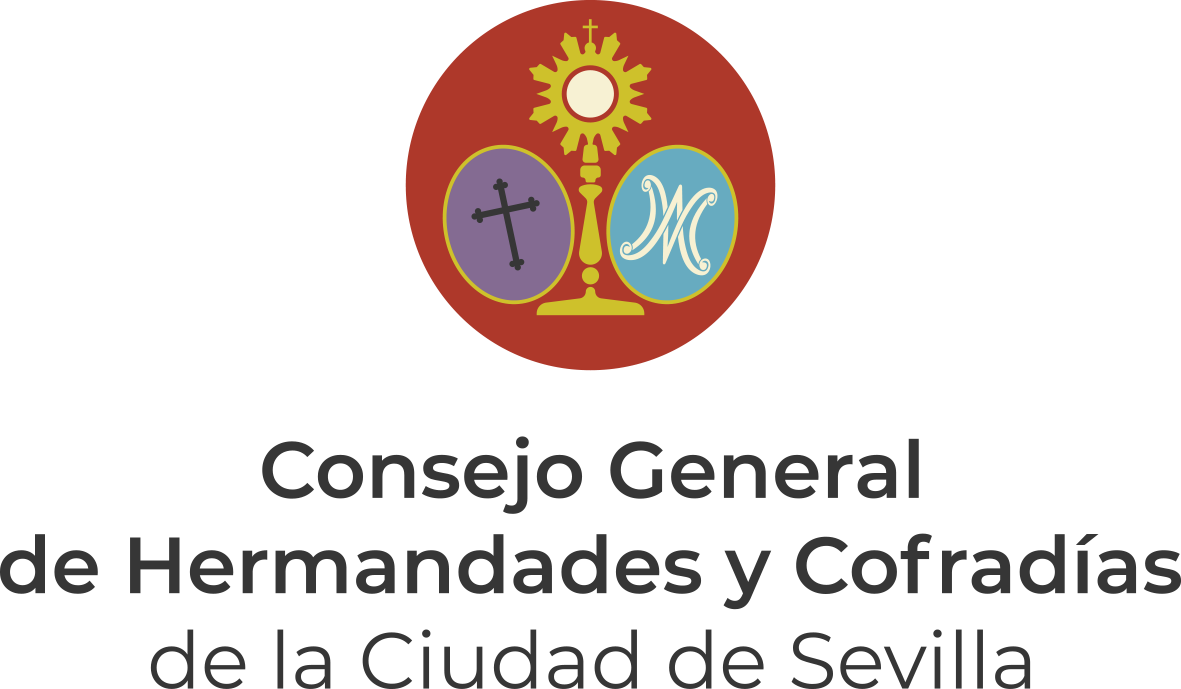 Consejo General
de Hermandades y Cofradías
de la Ciudad de Sevilla